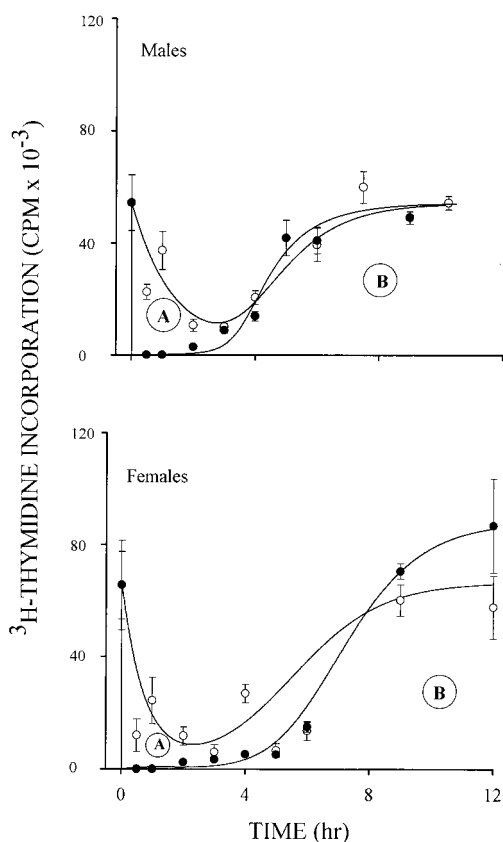 ³H-THYMIDINE INCORPORATION (CPM x 10⁻³)
120
Males
80
40
A
B
0
120
Females
80
40
A
B
0
0 4 8 12
TIME (hr)